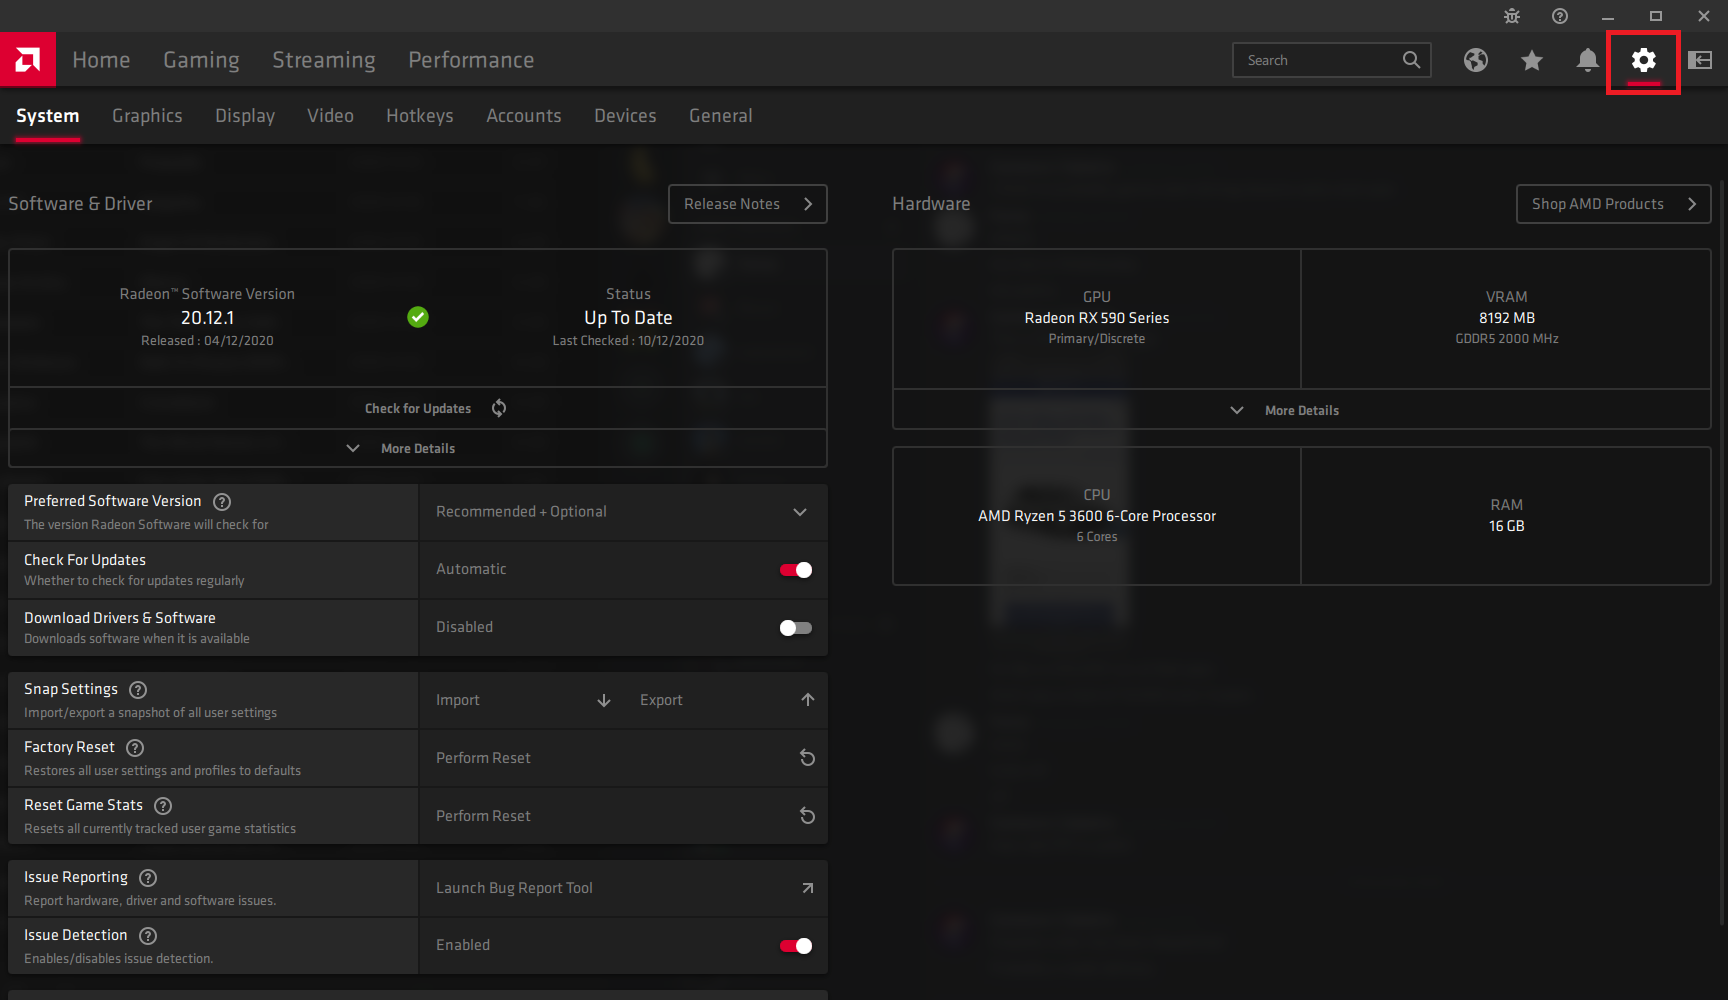 Home Gaming Streaming Performance Search
System Graphics Display Video Hotkeys Accounts Devices General
Software & Driver
Release Notes
Radeon™ Software Version
20.12.1
Released : 04/12/2020
Status
Up To Date
Last Checked : 10/12/2020
Check for Updates
More Details
Preferred Software Version
The version Radeon Software will check for
Recommended + Optional
Check For Updates
Whether to check for updates regularly
Automatic
Download Drivers & Software
Downloads software when it is available
Disabled
Snap Settings
Import/export a snapshot of all user settings
Import
Export
Factory Reset
Restores all user settings and profiles to defaults
Perform Reset
Reset Game Stats
Resets all currently tracked user game statistics
Perform Reset
Issue Reporting
Report hardware, driver and software issues.
Launch Bug Report Tool
Issue Detection
Enables/disables issue detection.
Enabled
Hardware
Shop AMD Products
GPU
Radeon RX 590 Series
Primary/Discrete
VRAM
8192 MB
GDDR5 2000 MHz
More Details
CPU
AMD Ryzen 5 3600 6-Core Processor
6 Cores
RAM
16 GB